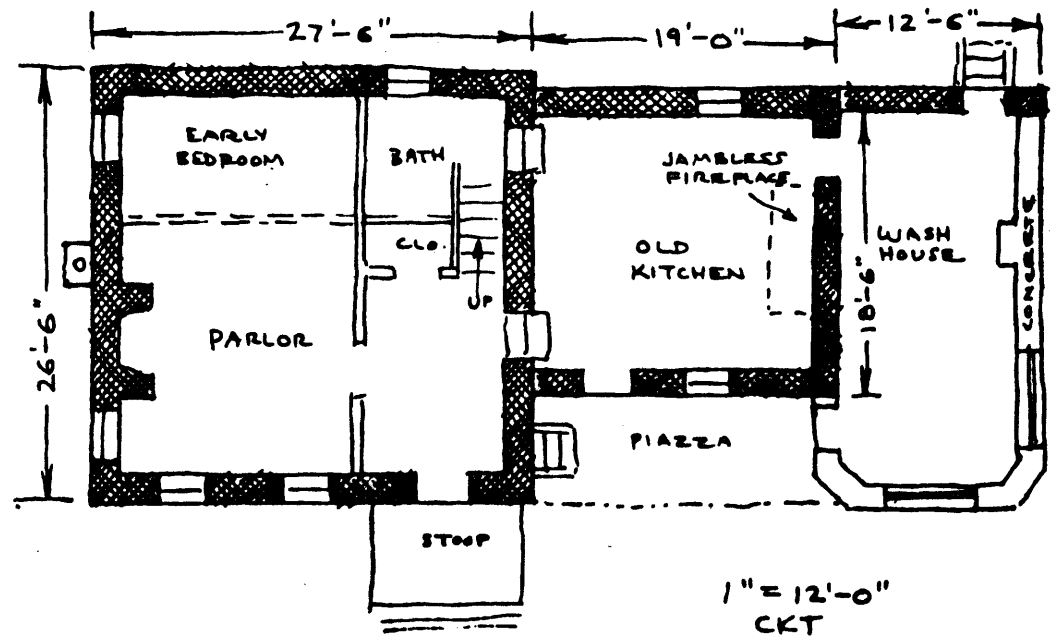 27'-6"
19'-0"
12'-6"
EARLY
BEDROOM
BATH
JAMBLESS
FIREPLACE
CLO.
OLD
KITCHEN
WASH
HOUSE
CONCRETE
UP
18'-6"
26'-6"
PARLOR
PIAZZA
STOOP
1" = 12'-0"
CKT